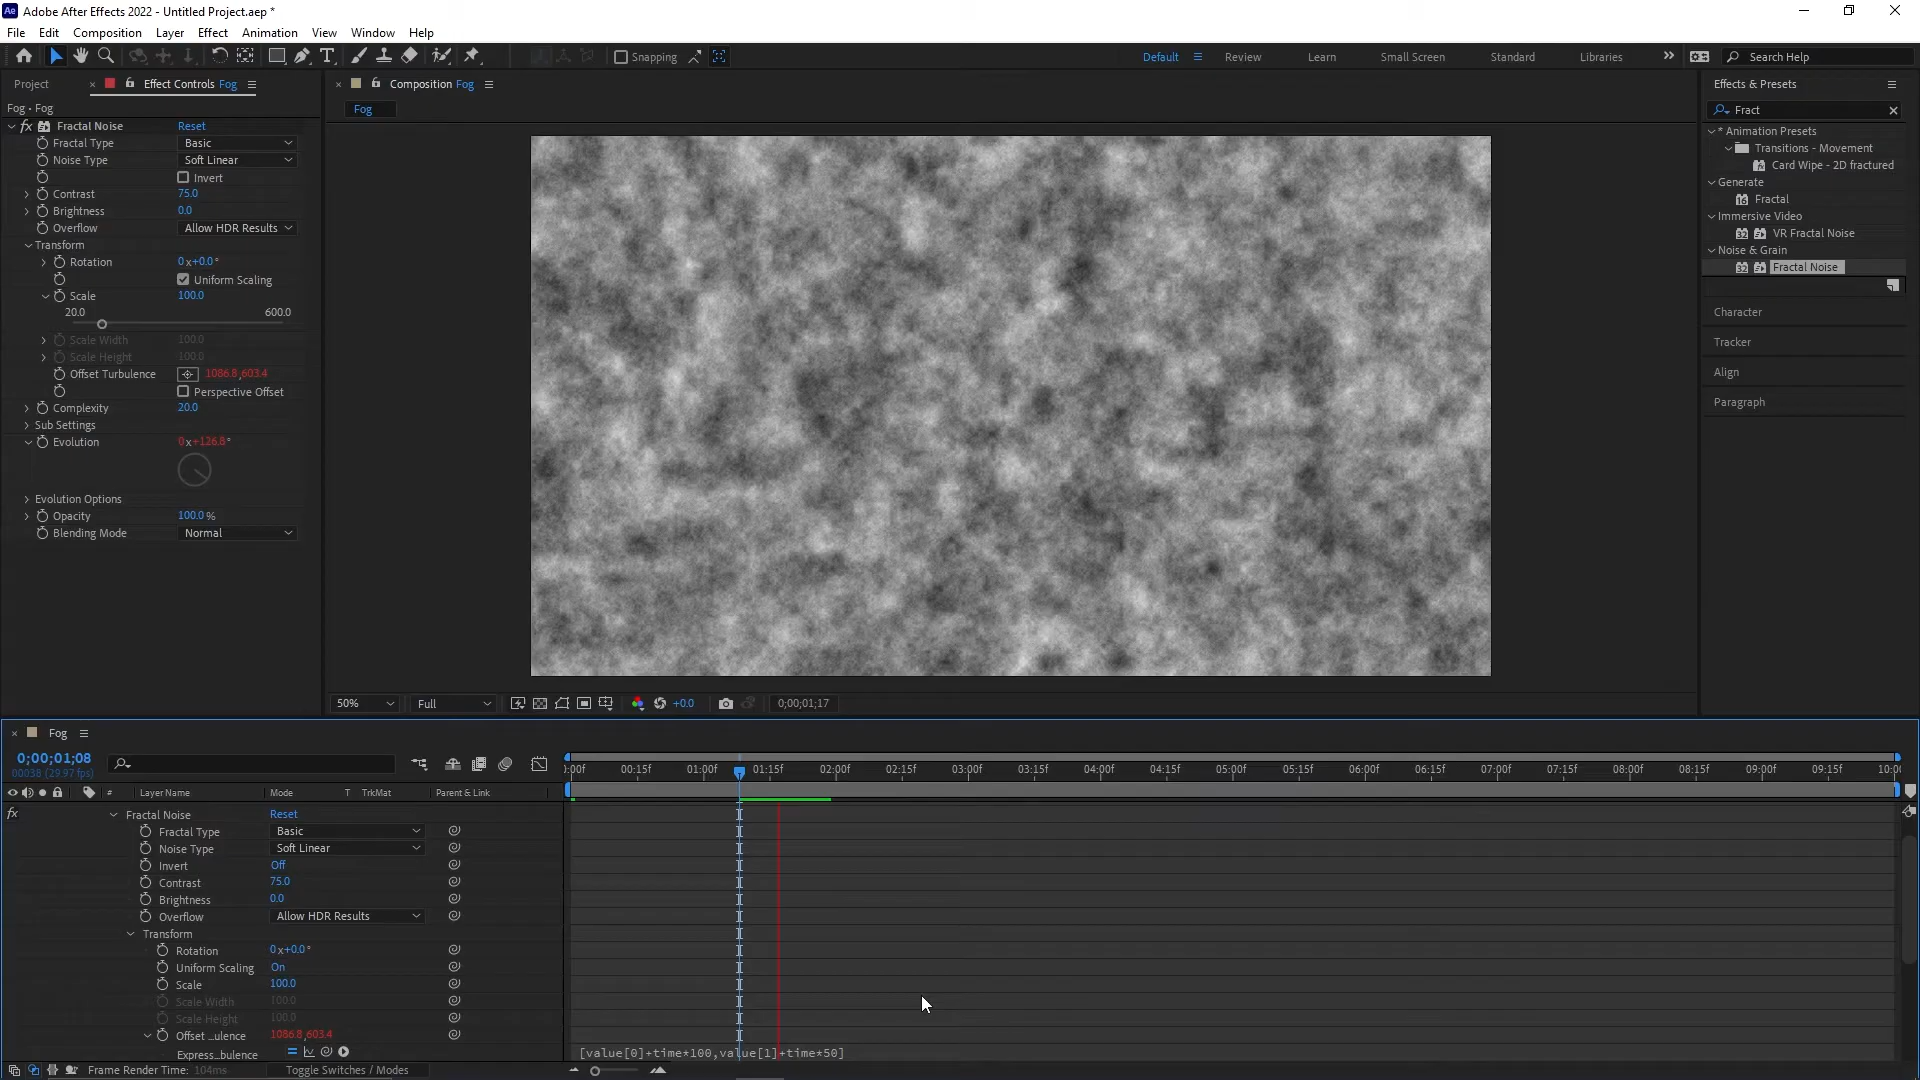 Adobe After Effects 2022 - Untitled Project.aep *
File Edit Composition Layer Effect Animation View Window Help
Snapping Default Review Learn Small Screen Standard Libraries Search Help
Project Effect Controls Fog
Fog • Fog
fx Fractal Noise Reset
Fractal Type Basic
Noise Type Soft Linear
Invert
Contrast 75.0
Brightness 0.0
Overflow Allow HDR Results
Transform
Rotation 0x+0.0°
Uniform Scaling
Scale 100.0
20.0 600.0
Scale Width 100.0
Scale Height 100.0
Offset Turbulence 1086.8,603.4
Perspective Offset
Complexity 20.0
Sub Settings
Evolution 0x+126.8°
Evolution Options
Opacity 100.0 %
Blending Mode Normal
Composition Fog
Fog
50% Full +0.0 0;00;01;17
Effects & Presets
Fract
* Animation Presets
Transitions - Movement
Card Wipe - 2D fractured
Generate
Fractal
Immersive Video
VR Fractal Noise
Noise & Grain
Fractal Noise
Character
Tracker
Align
Paragraph
Fog
0;00;01;08
00038 (29.97 fps)
:00f 00:15f 01:00f 01:15f 02:00f 02:15f 03:00f 03:15f 04:00f 04:15f 05:00f 05:15f 06:00f 06:15f 07:00f 07:15f 08:00f 08:15f 09:00f 09:15f 10:00
# Layer Name Mode T TrkMat Parent & Link
fx Fractal Noise Reset
Fractal Type Basic
Noise Type Soft Linear
Invert Off
Contrast 75.0
Brightness 0.0
Overflow Allow HDR Results
Transform
Rotation 0x+0.0°
Uniform Scaling On
Scale 100.0
Scale Width 100.0
Scale Height 100.0
Offset ...ulence 1086.8,603.4
Express...bulence [value[0]+time*100,value[1]+time*50]
Frame Render Time: 104ms Toggle Switches / Modes